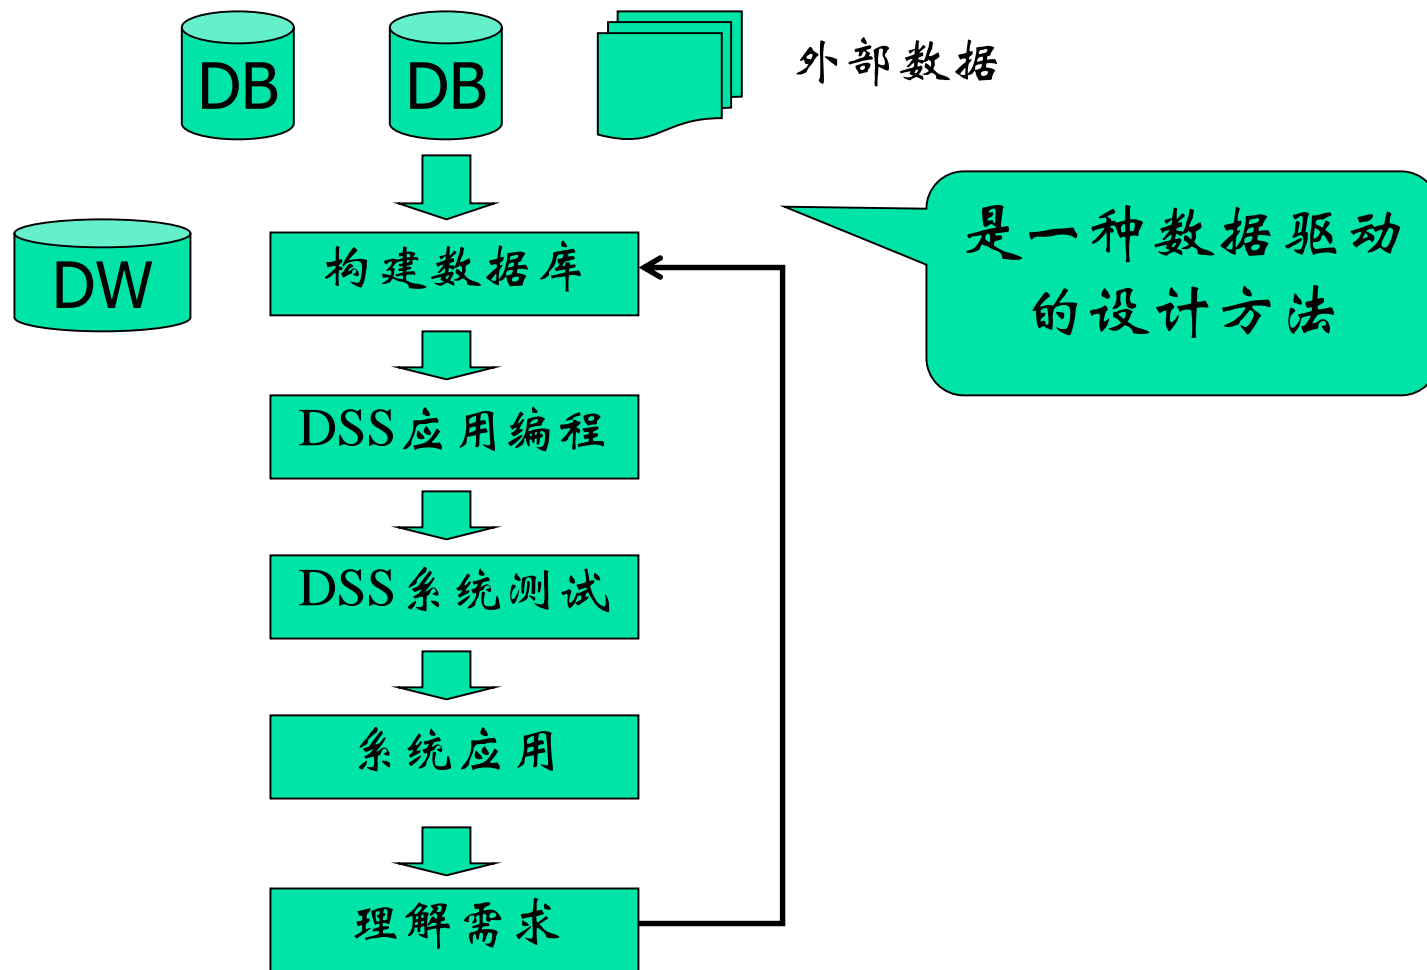 DB
DB
外部数据
是一种数据驱动
的设计方法
DW
构建数据库
DSS应用编程
DSS系统测试
系统应用
理解需求